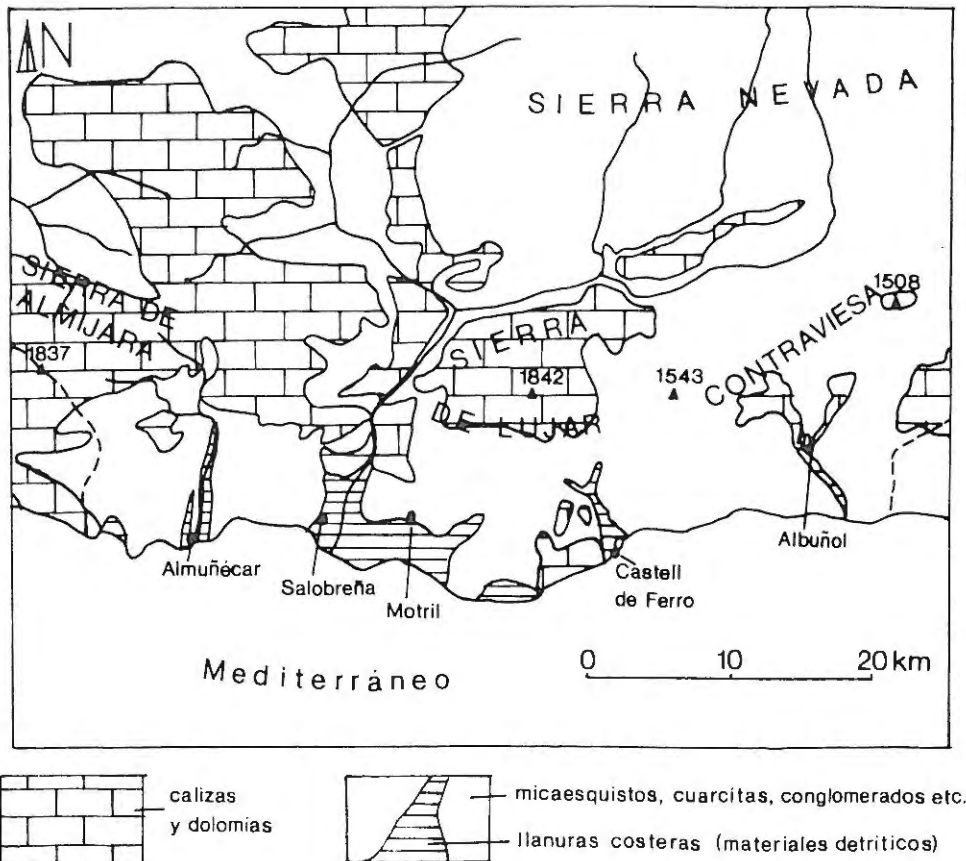 N
SIERRA NEVADA
SIERRA DE
ALMIJARA
1837
SIERRA
DE LUJAR
1842
1543
CONTRAVIESA
1508
Almuñécar
Salobreña
Motril
Castell
de Ferro
Albuñol
Mediterráneo
0 10 20 km
calizas
y dolomias
micaesquistos, cuarcitas, conglomerados etc.
llanuras costeras (materiales detríticos)